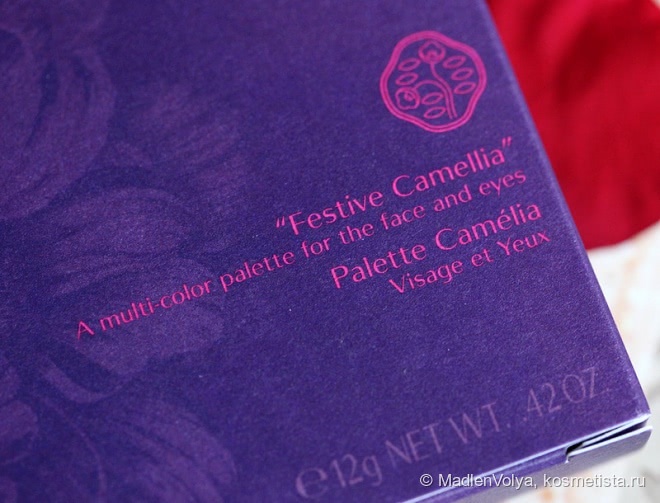 "Festive Camellia"
A multi-color palette for the face and eyes
Palette Camélia
Visage et Yeux
℮12g NET WT. .42 OZ.
© MadlenVolya, kosmetista.ru